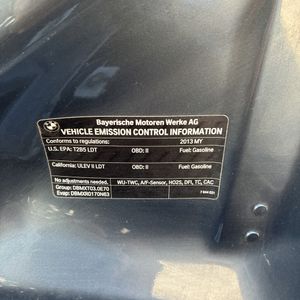 Bayerische Motoren Werke AG
VEHICLE EMISSION CONTROL INFORMATION
Conforms to regulations: 2013 MY
U.S. EPA: T2B5 LDT OBD: II Fuel: Gasoline
California: ULEV II LDT OBD: II Fuel: Gasoline
No adjustments needed. WU-TWC, A/F-Sensor, HO2S, DFI, TC, CAC
Group: DBMXT03.0E70
Evap: DBMXR0170N63